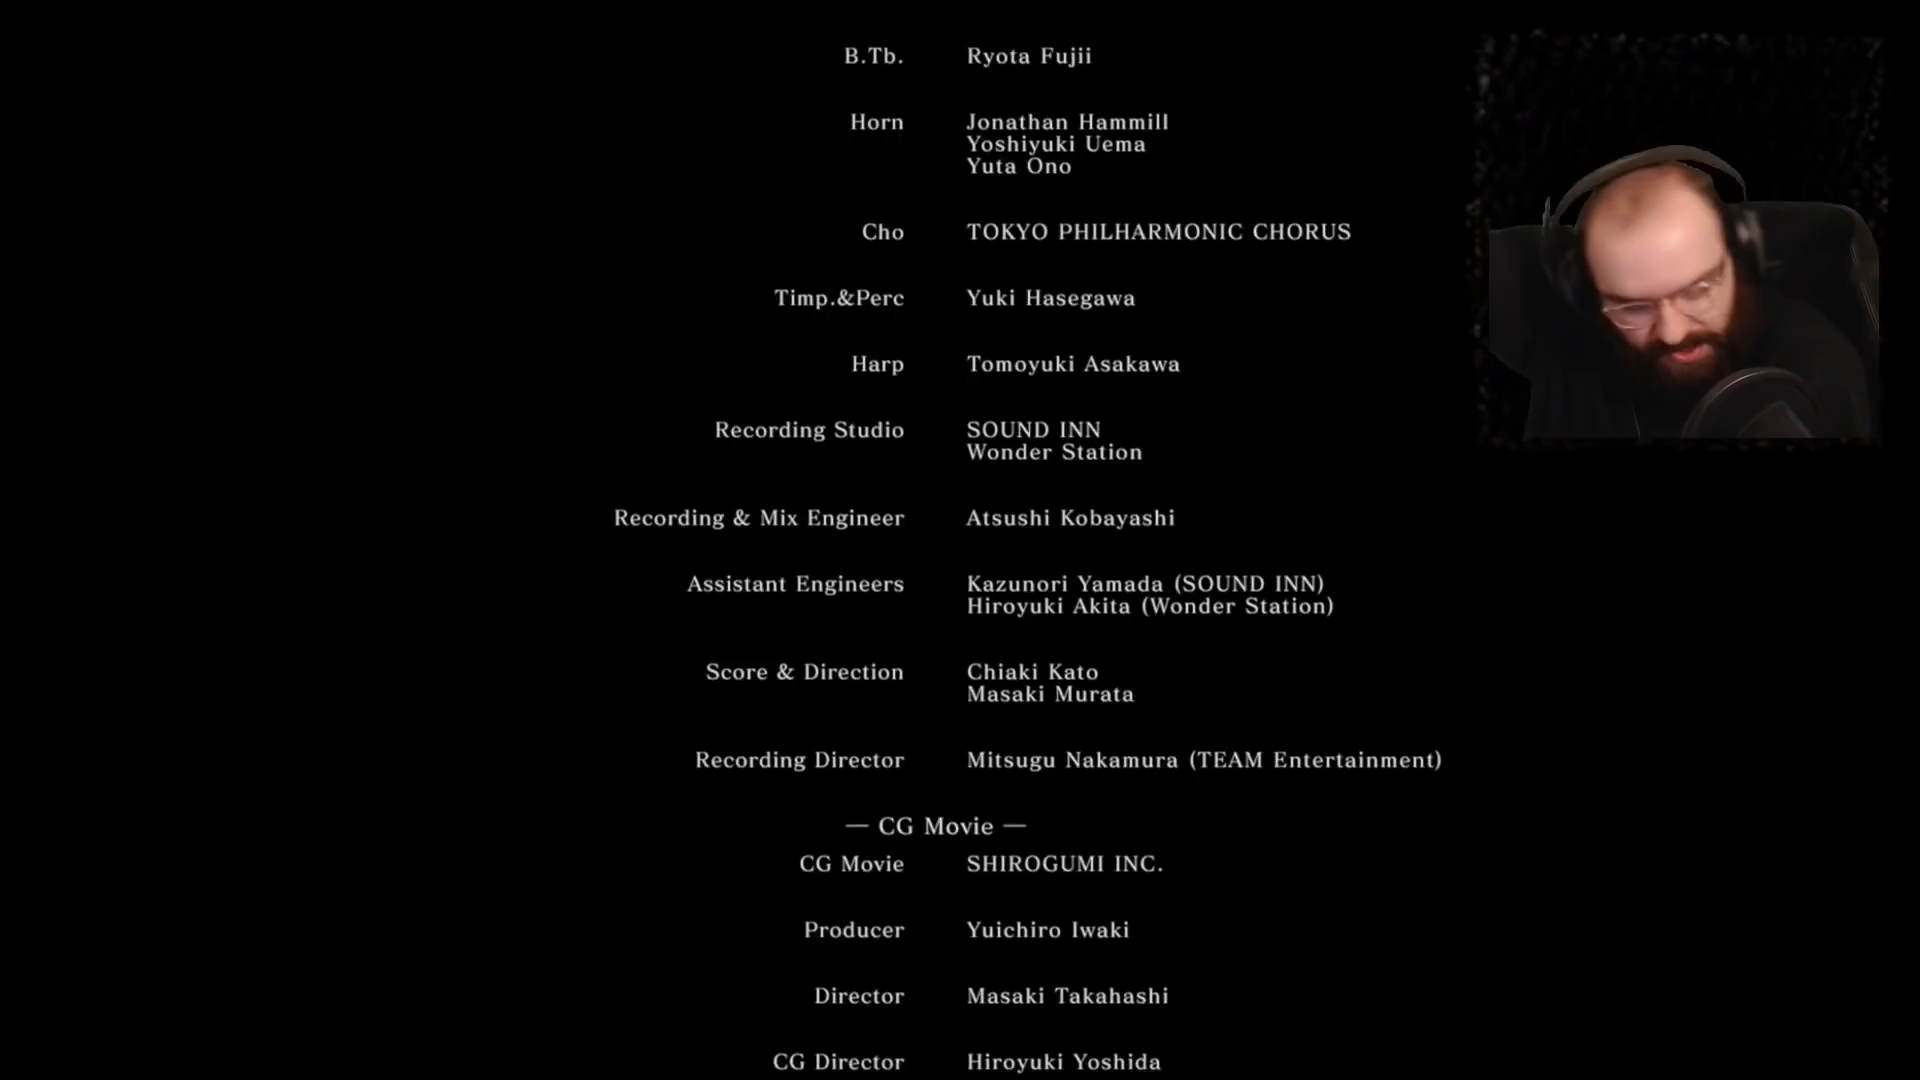 B.Tb. Ryota Fujii
Horn Jonathan Hammill
Yoshiyuki Uema
Yuta Ono
Cho TOKYO PHILHARMONIC CHORUS
Timp.&Perc Yuki Hasegawa
Harp Tomoyuki Asakawa
Recording Studio SOUND INN
Wonder Station
Recording & Mix Engineer Atsushi Kobayashi
Assistant Engineers Kazunori Yamada (SOUND INN)
Hiroyuki Akita (Wonder Station)
Score & Direction Chiaki Kato
Masaki Murata
Recording Director Mitsugu Nakamura (TEAM Entertainment)
— CG Movie —
CG Movie SHIROGUMI INC.
Producer Yuichiro Iwaki
Director Masaki Takahashi
CG Director Hiroyuki Yoshida